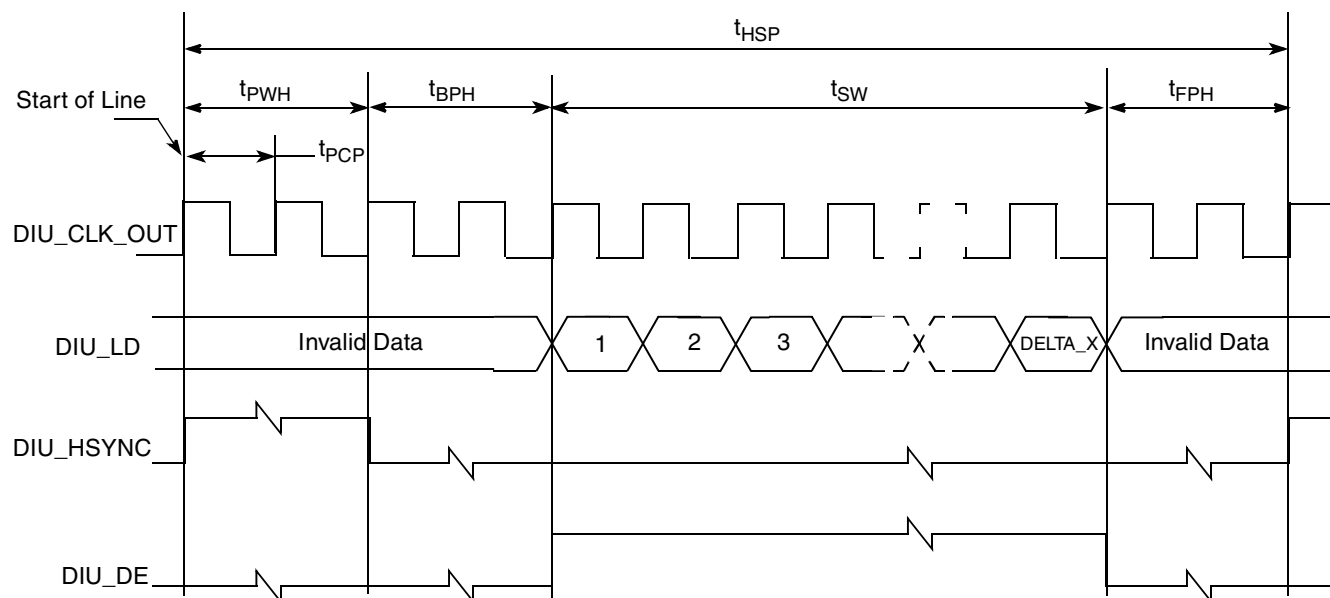 tHSP
tPWH tBPH tSW tFPH
Start of Line
tPCP
DIU_CLK_OUT
DIU_LD Invalid Data 1 2 3 DELTA_X Invalid Data
DIU_HSYNC
DIU_DE